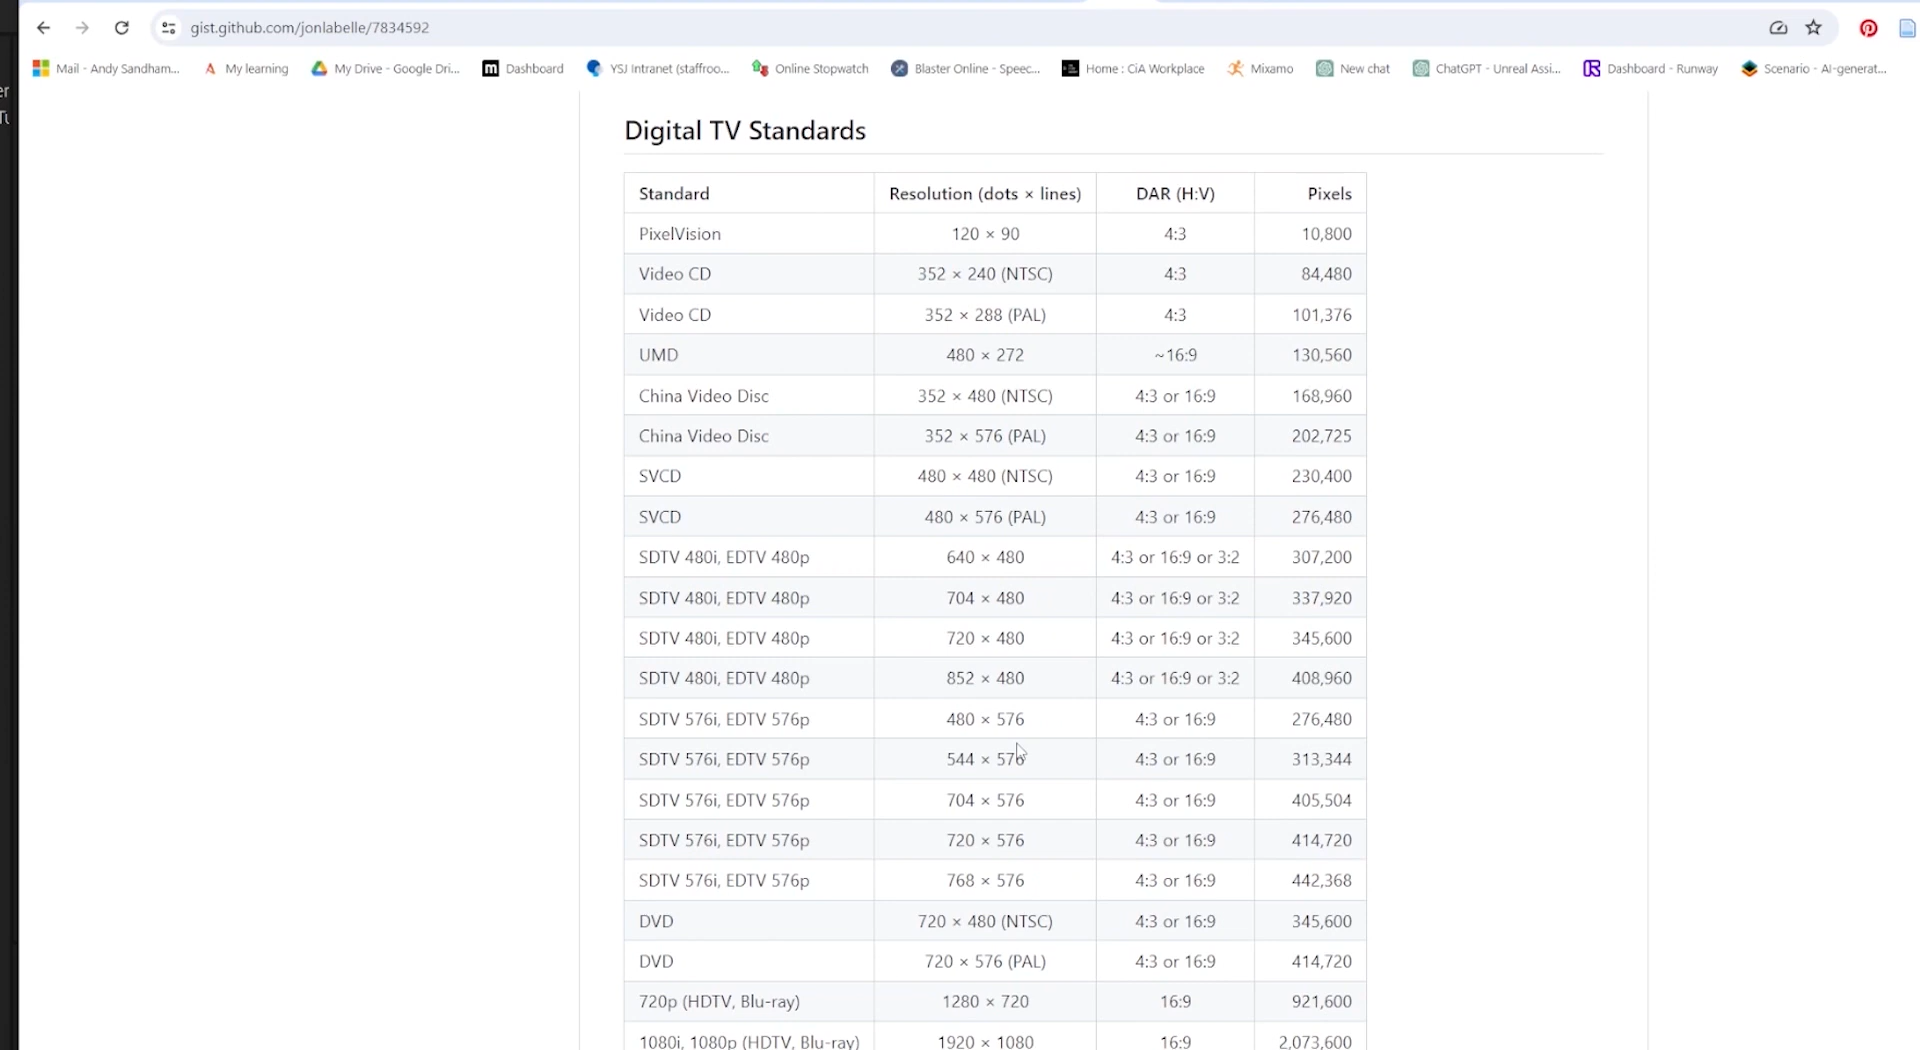 gist.github.com/jonlabelle/7834592
Mail - Andy Sandham... My learning My Drive - Google Dri... Dashboard YSJ Intranet (staffroo... Online Stopwatch Blaster Online - Speec... Home : CiA Workplace Mixamo New chat ChatGPT - Unreal Assi... Dashboard - Runway Scenario - AI-generat...
Digital TV Standards
Standard Resolution (dots × lines) DAR (H:V) Pixels
PixelVision 120 × 90 4:3 10,800
Video CD 352 × 240 (NTSC) 4:3 84,480
Video CD 352 × 288 (PAL) 4:3 101,376
UMD 480 × 272 ~16:9 130,560
China Video Disc 352 × 480 (NTSC) 4:3 or 16:9 168,960
China Video Disc 352 × 576 (PAL) 4:3 or 16:9 202,725
SVCD 480 × 480 (NTSC) 4:3 or 16:9 230,400
SVCD 480 × 576 (PAL) 4:3 or 16:9 276,480
SDTV 480i, EDTV 480p 640 × 480 4:3 or 16:9 or 3:2 307,200
SDTV 480i, EDTV 480p 704 × 480 4:3 or 16:9 or 3:2 337,920
SDTV 480i, EDTV 480p 720 × 480 4:3 or 16:9 or 3:2 345,600
SDTV 480i, EDTV 480p 852 × 480 4:3 or 16:9 or 3:2 408,960
SDTV 576i, EDTV 576p 480 × 576 4:3 or 16:9 276,480
SDTV 576i, EDTV 576p 544 × 576 4:3 or 16:9 313,344
SDTV 576i, EDTV 576p 704 × 576 4:3 or 16:9 405,504
SDTV 576i, EDTV 576p 720 × 576 4:3 or 16:9 414,720
SDTV 576i, EDTV 576p 768 × 576 4:3 or 16:9 442,368
DVD 720 × 480 (NTSC) 4:3 or 16:9 345,600
DVD 720 × 576 (PAL) 4:3 or 16:9 414,720
720p (HDTV, Blu-ray) 1280 × 720 16:9 921,600
1080i, 1080p (HDTV, Blu-ray) 1920 × 1080 16:9 2,073,600